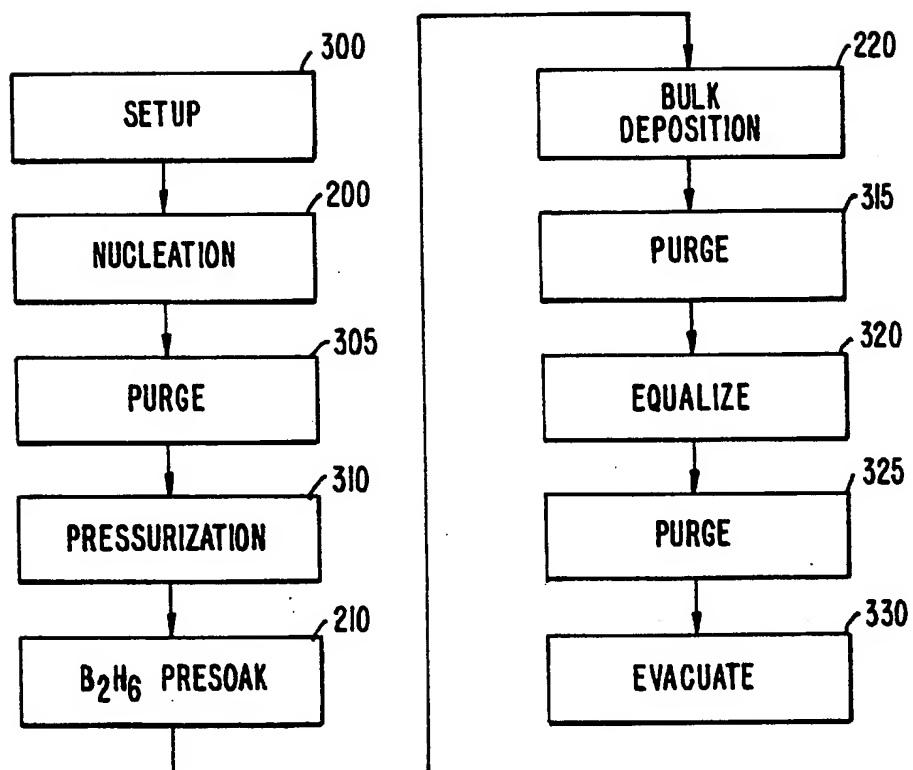 300
SETUP
200
NUCLEATION
305
PURGE
310
PRESSURIZATION
210
B₂H₆ PRESOAK
220
BULK
DEPOSITION
315
PURGE
320
EQUALIZE
325
PURGE
330
EVACUATE